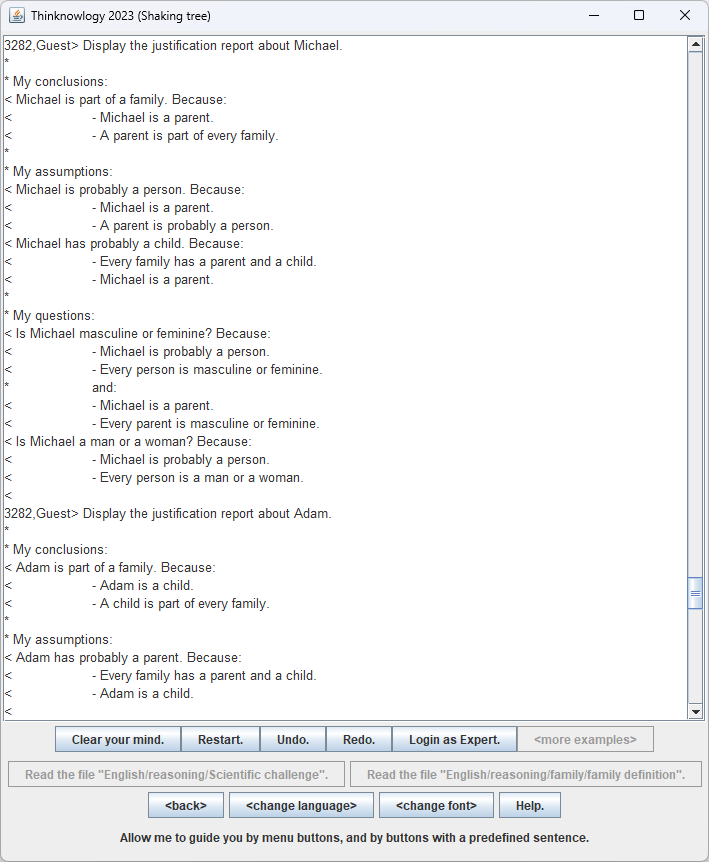 Thinknowlogy 2023 (Shaking tree)
3282,Guest> Display the justification report about Michael.
*
* My conclusions:
< Michael is part of a family. Because:
< - Michael is a parent.
< - A parent is part of every family.
*
* My assumptions:
< Michael is probably a person. Because:
< - Michael is a parent.
< - A parent is probably a person.
< Michael has probably a child. Because:
< - Every family has a parent and a child.
< - Michael is a parent.
*
* My questions:
< Is Michael masculine or feminine? Because:
< - Michael is probably a person.
< - Every person is masculine or feminine.
* and:
< - Michael is a parent.
< - Every parent is masculine or feminine.
< Is Michael a man or a woman? Because:
< - Michael is probably a person.
< - Every person is a man or a woman.
<
3282,Guest> Display the justification report about Adam.
*
* My conclusions:
< Adam is part of a family. Because:
< - Adam is a child.
< - A child is part of every family.
*
* My assumptions:
< Adam has probably a parent. Because:
< - Every family has a parent and a child.
< - Adam is a child.
<
Clear your mind. Restart. Undo. Redo. Login as Expert. <more examples>
Read the file "English/reasoning/Scientific challenge". Read the file "English/reasoning/family/family definition".
<back> <change language> <change font> Help.
Allow me to guide you by menu buttons, and by buttons with a predefined sentence.